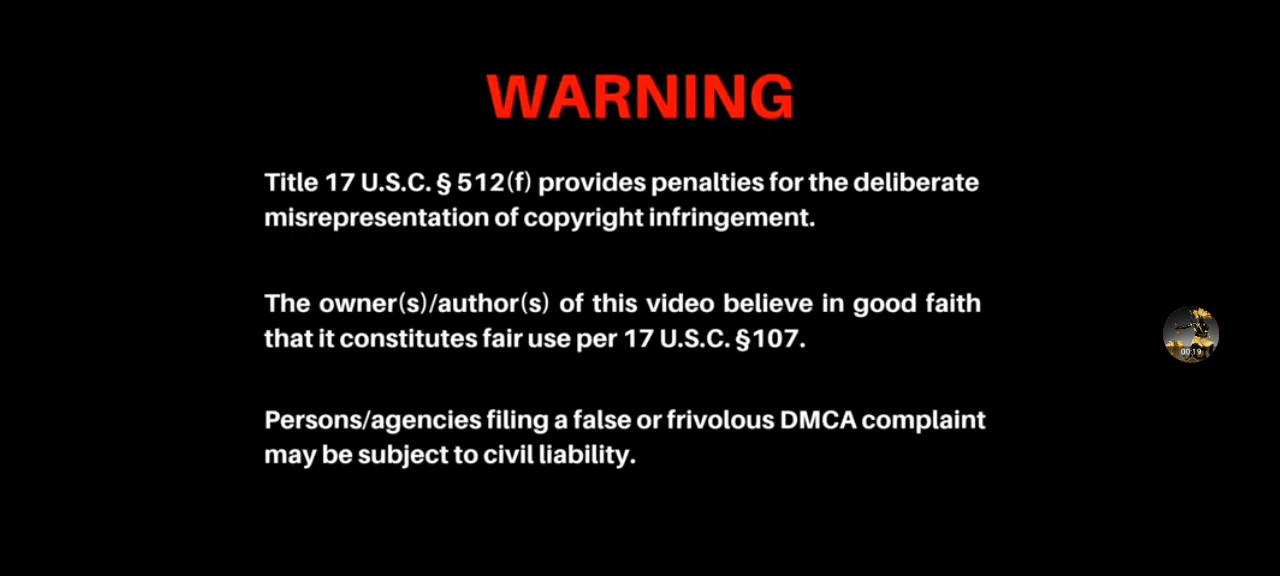 WARNING
Title 17 U.S.C. § 512(f) provides penalties for the deliberate
misrepresentation of copyright infringement.
The owner(s)/author(s) of this video believe in good faith
that it constitutes fair use per 17 U.S.C. §107.
Persons/agencies filing a false or frivolous DMCA complaint
may be subject to civil liability.
00:19